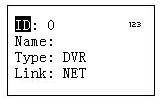 ID: 0 123
Name:
Type: DVR
Link: NET